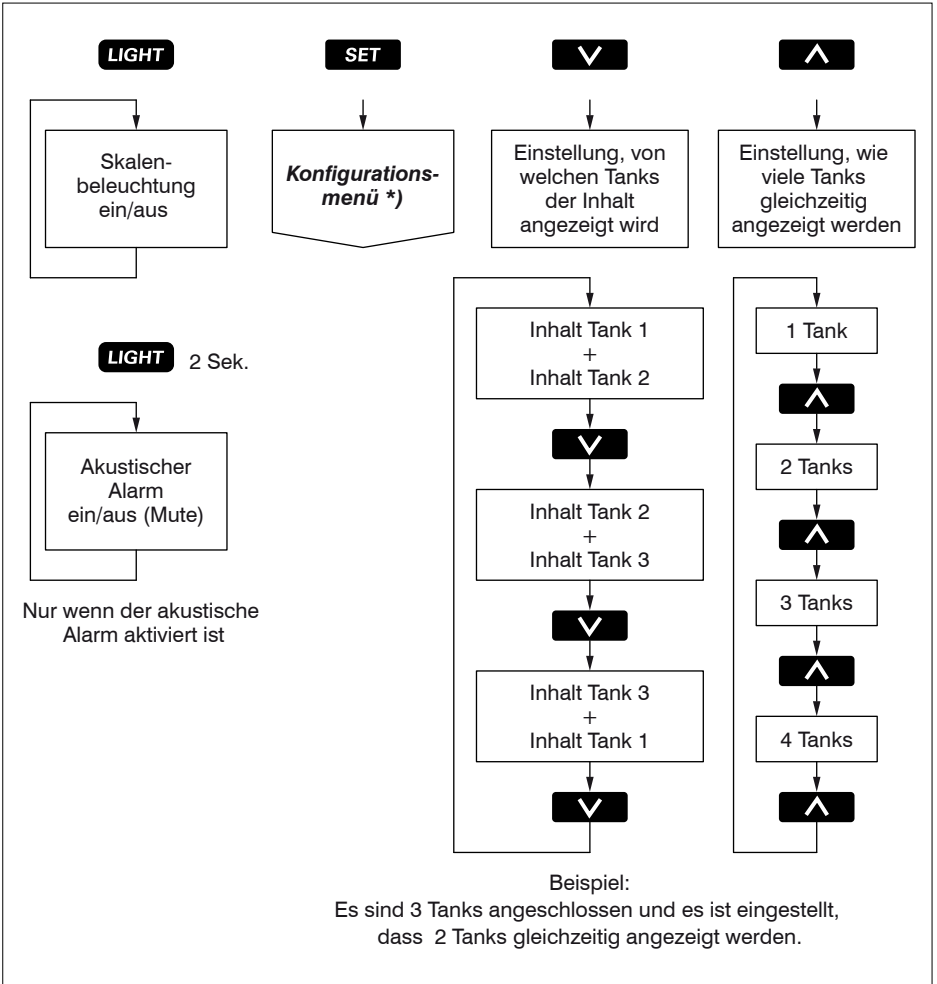 LIGHT
Skalen-
beleuchtung
ein/aus
LIGHT 2 Sek.
Akustischer
Alarm
ein/aus (Mute)
Nur wenn der akustische
Alarm aktiviert ist
SET
Konfigurations-
menü *)
Einstellung, von
welchen Tanks
der Inhalt
angezeigt wird
Inhalt Tank 1
+
Inhalt Tank 2
Inhalt Tank 2
+
Inhalt Tank 3
Inhalt Tank 3
+
Inhalt Tank 1
Einstellung, wie
viele Tanks
gleichzeitig
angezeigt werden
1 Tank
2 Tanks
3 Tanks
4 Tanks
Beispiel:
Es sind 3 Tanks angeschlossen und es ist eingestellt,
dass 2 Tanks gleichzeitig angezeigt werden.